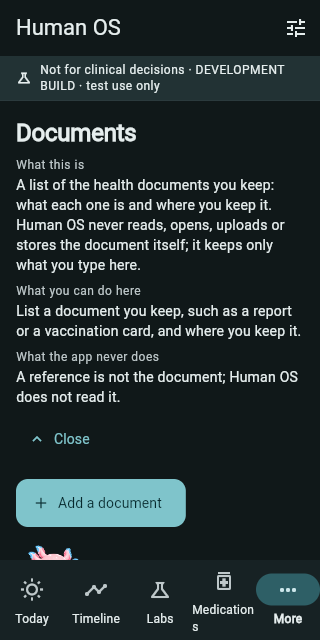 Human OS
Not for clinical decisions · DEVELOPMENT
BUILD · test use only
Documents
What this is
A list of the health documents you keep:
what each one is and where you keep it.
Human OS never reads, opens, uploads or
stores the document itself; it keeps only
what you type here.
What you can do here
List a document you keep, such as a report
or a vaccination card, and where you keep it.
What the app never does
A reference is not the document; Human OS
does not read it.
Close
Add a document
Today
Timeline
Labs
Medication
s
More